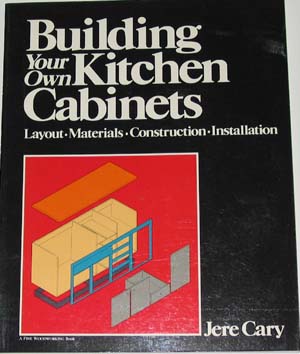 Building
Your Own Kitchen
Cabinets
Layout·Materials·Construction·Installation
Jere Cary
A FINE WOODWORKING Book